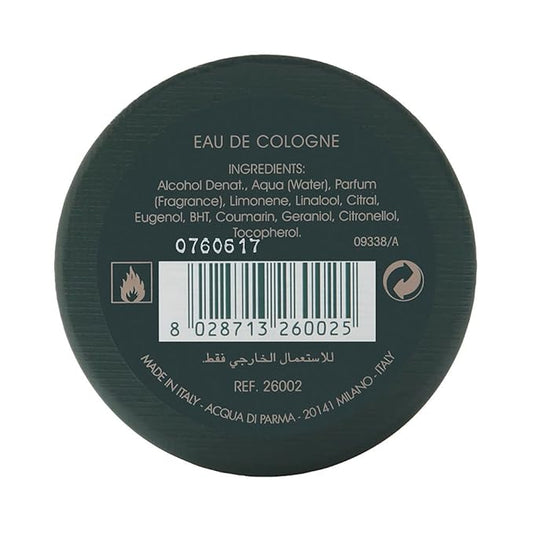 EAU DE COLOGNE
INGREDIENTS:
Alcohol Denat., Aqua (Water), Parfum
(Fragrance), Limonene, Linalool, Citral,
Eugenol, BHT, Coumarin, Geraniol, Citronellol,
Tocopherol.
0760617
09338/A
8 028713 260025
للاستعمال الخارجي فقط.
REF. 26002
MADE IN ITALY - ACQUA DI PARMA - 20141 MILANO - ITALY